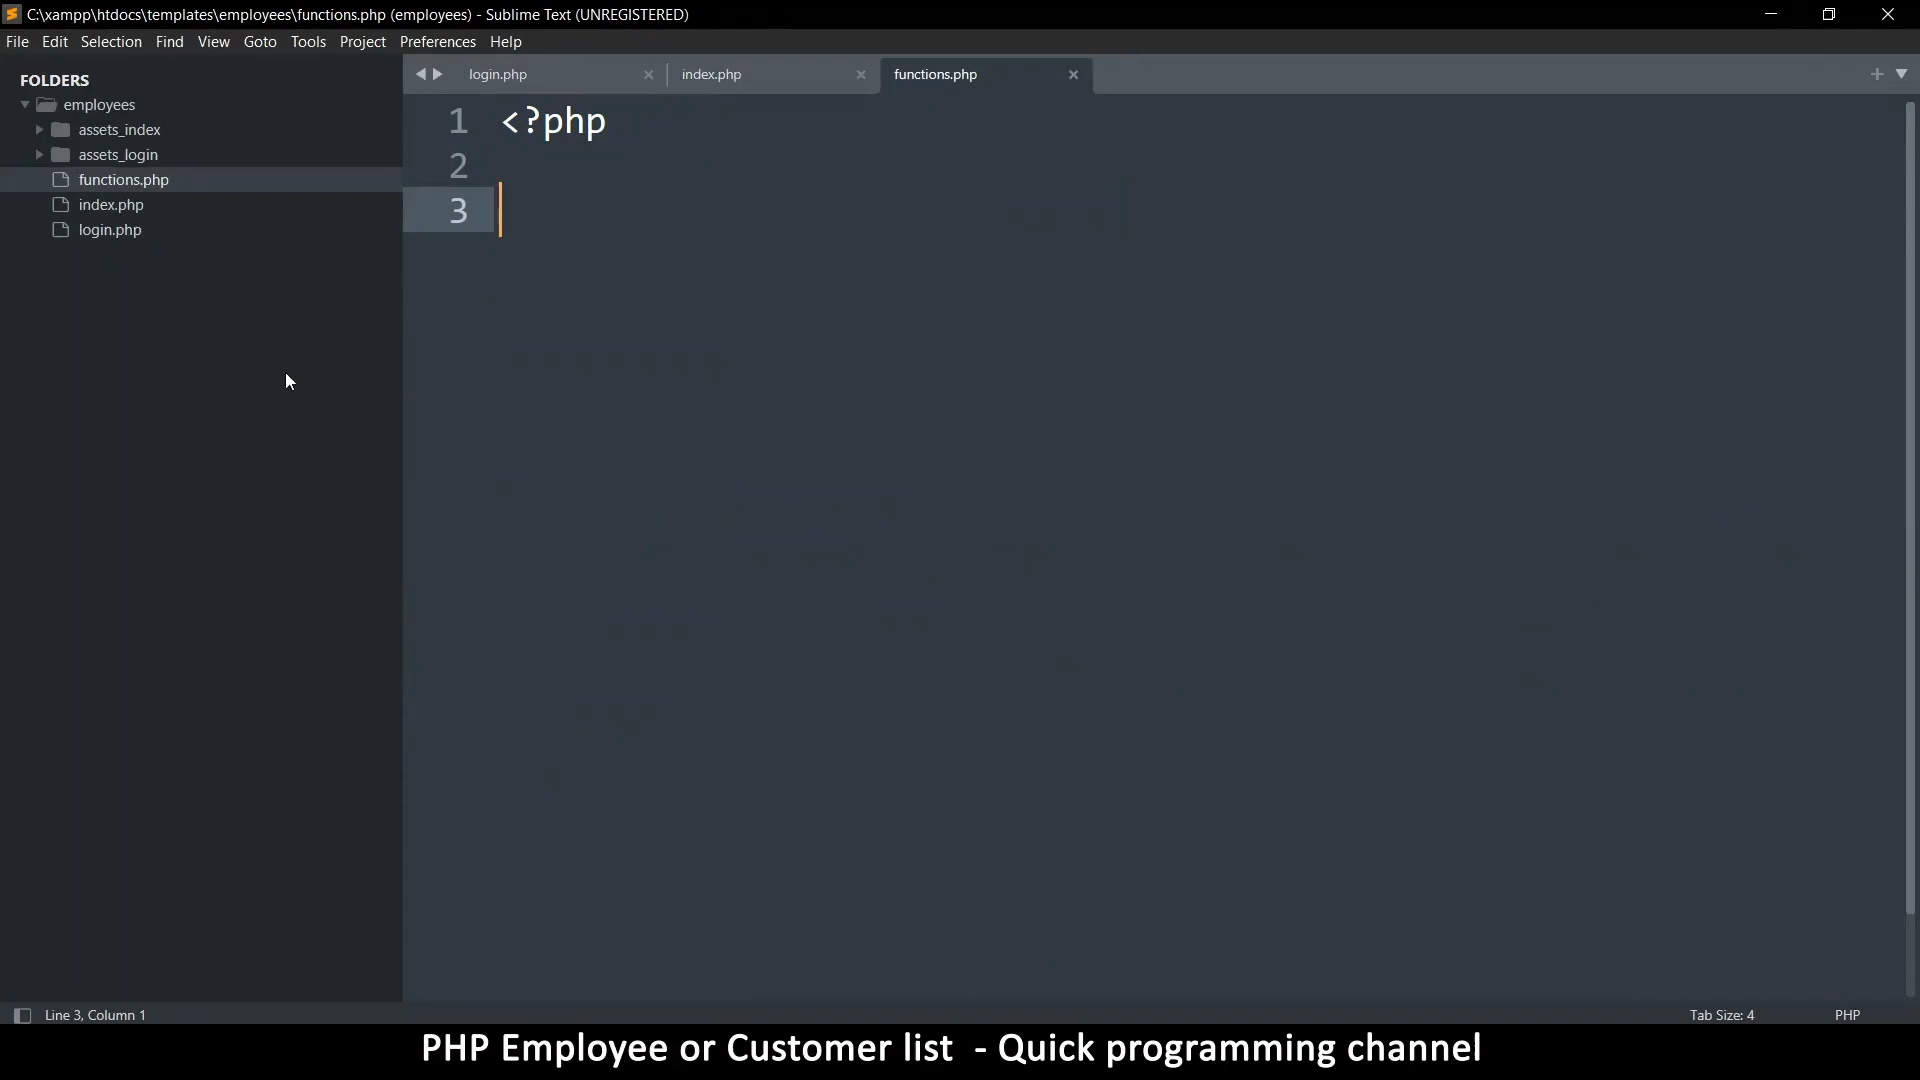 C:\xampp\htdocs\templates\employees\functions.php (employees) - Sublime Text (UNREGISTERED)
File Edit Selection Find View Goto Tools Project Preferences Help
FOLDERS
employees
assets_index
assets_login
functions.php
index.php
login.php
login.php index.php functions.php
1 <?php
2
3
Line 3, Column 1 Tab Size: 4 PHP
PHP Employee or Customer list - Quick programming channel